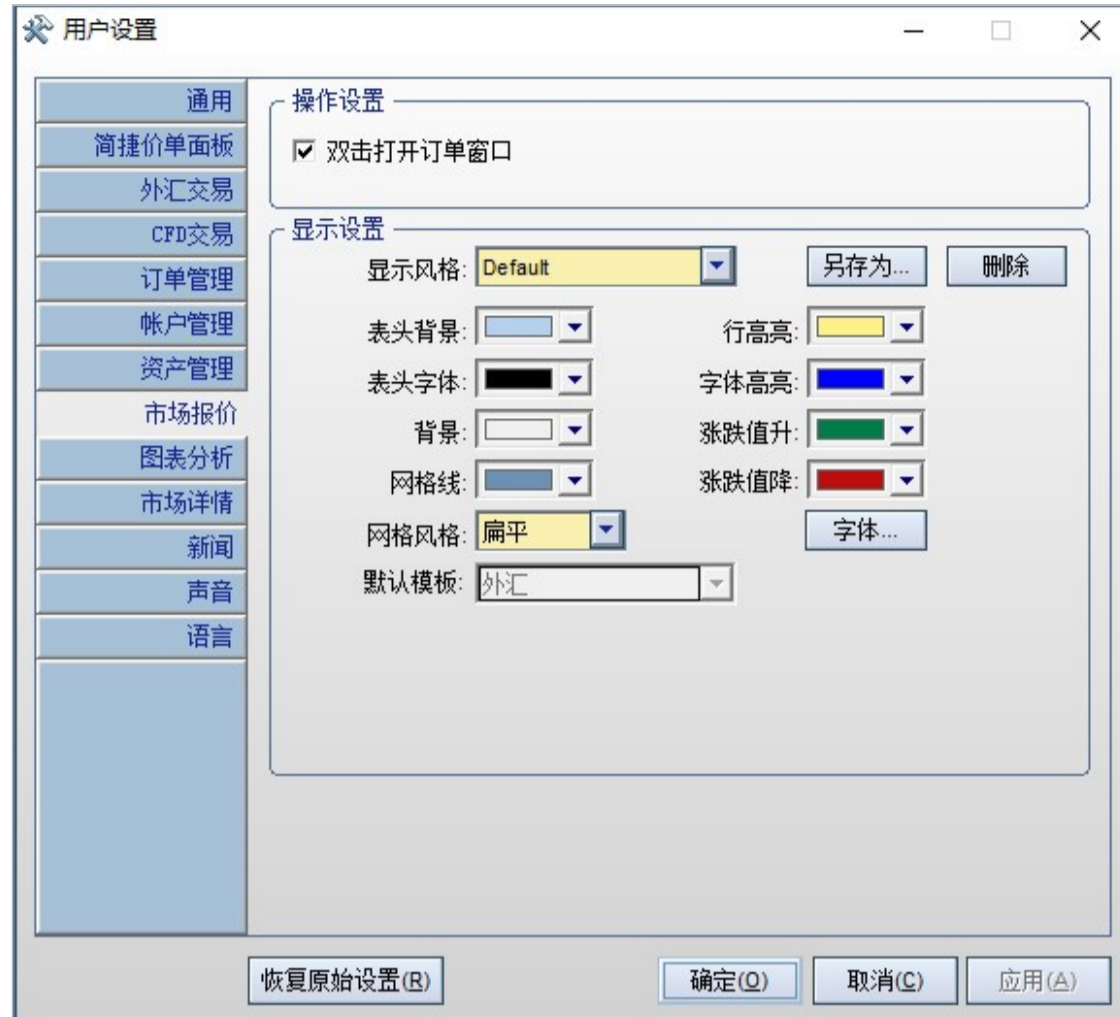 用户设置
通用
简捷价单面板
外汇交易
CFD交易
订单管理
帐户管理
资产管理
市场报价
图表分析
市场详情
新闻
声音
语言
操作设置
双击打开订单窗口
显示设置
显示风格: Default 另存为... 删除
表头背景: 行高亮:
表头字体: 字体高亮:
背景: 涨跌值升:
网格线: 涨跌值降:
网格风格: 扁平 字体...
默认模板: 外汇
恢复原始设置(R) 确定(O) 取消(C) 应用(A)